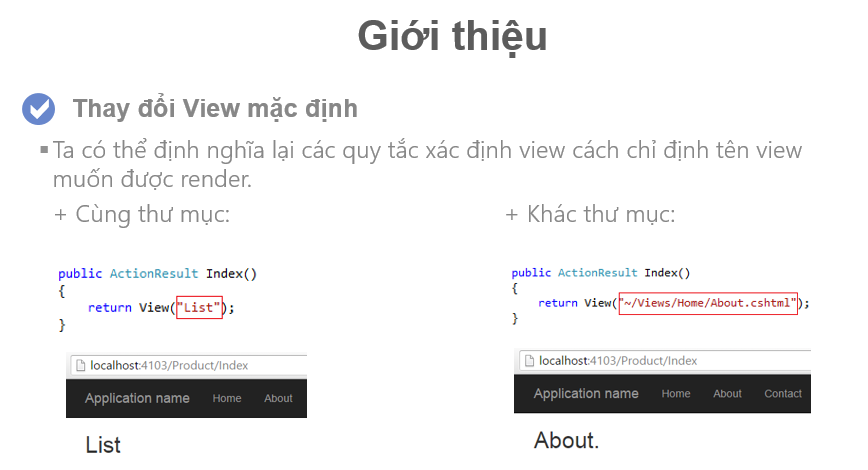 Giới thiệu
Thay đổi View mặc định
Ta có thể định nghĩa lại các quy tắc xác định view cách chỉ định tên view
muốn được render.
+ Cùng thư mục:
public ActionResult Index()
{
return View("List");
}
localhost:4103/Product/Index
Application name Home About
List
+ Khác thư mục:
public ActionResult Index()
{
return View("~/Views/Home/About.cshtml");
}
localhost:4103/Product/Index
Application name Home About Contact
About.